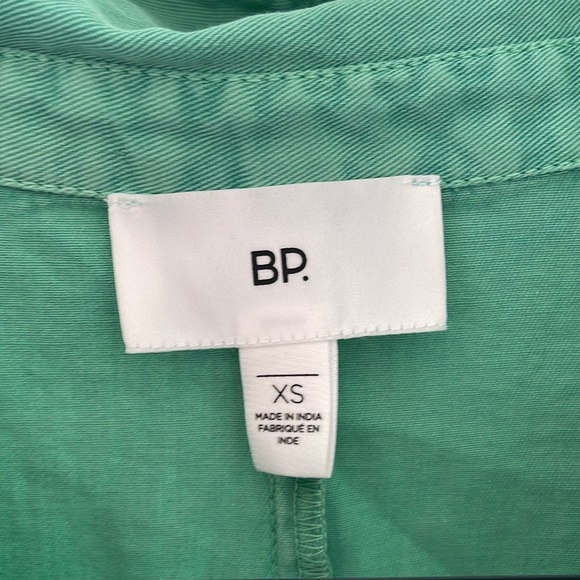 BP.
XS
MADE IN INDIA
FABRIQUÉ EN
INDE